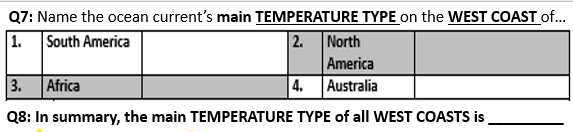 Q7: Name the ocean current's main TEMPERATURE TYPE on the WEST COAST of...
1. South America 2. North America
3. Africa 4. Australia
Q8: In summary, the main TEMPERATURE TYPE of all WEST COASTS is __________